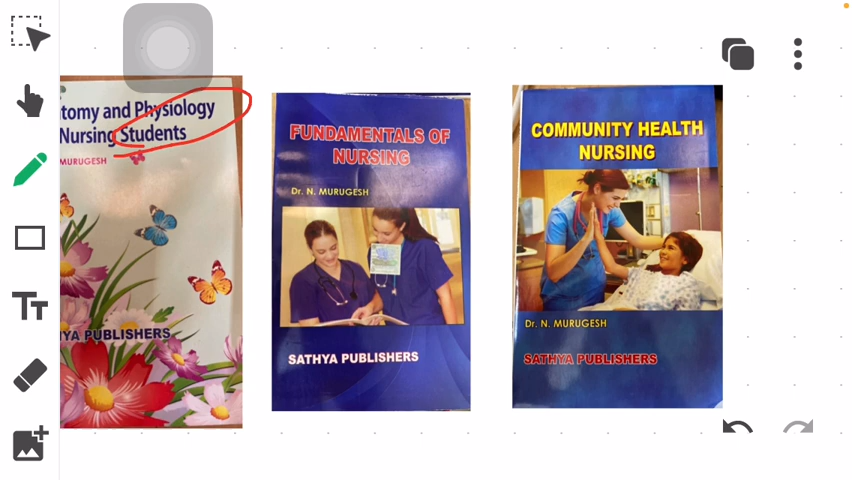 tomy and Physiology
Nursing Students
MURUGESH
YA PUBLISHERS
FUNDAMENTALS OF
NURSING
Dr. N. MURUGESH
SATHYA PUBLISHERS
COMMUNITY HEALTH
NURSING
Dr. N. MURUGESH
SATHYA PUBLISHERS
TT